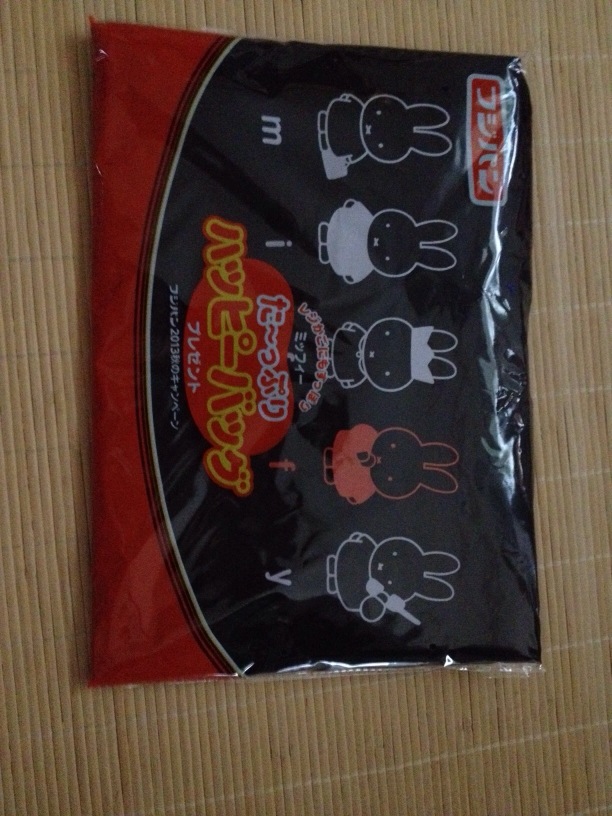 フジパン
m i f f y
ミッフィー
た〜っぷり
ハッピーバッグ
プレゼント
フジパン2013秋のキャンペーン